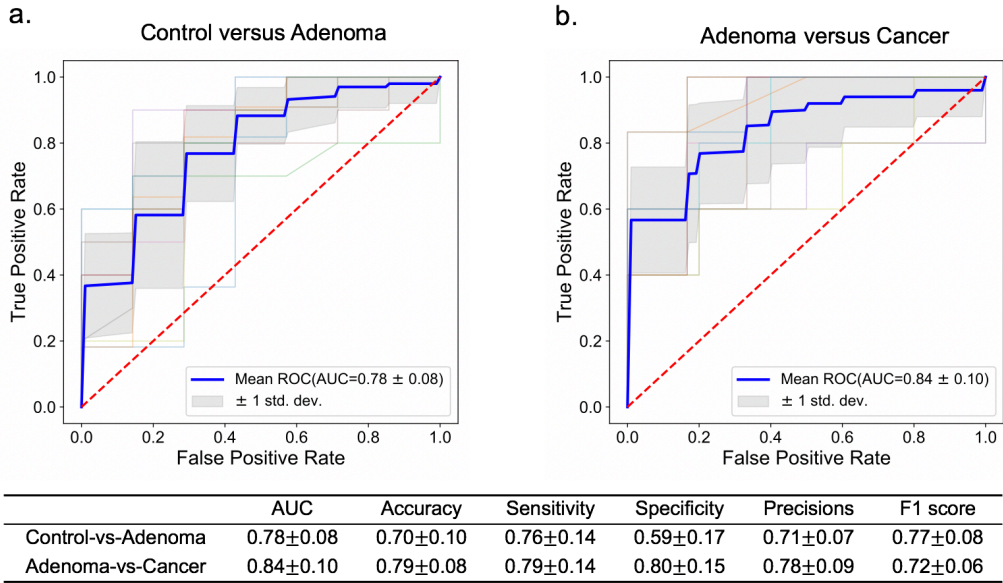 a.
Control versus Adenoma
True Positive Rate
1.0
0.8
0.6
0.4
0.2
0.0
Mean ROC(AUC=0.78 ± 0.08)
± 1 std. dev.
0.0 0.2 0.4 0.6 0.8 1.0
False Positive Rate
b.
Adenoma versus Cancer
True Positive Rate
1.0
0.8
0.6
0.4
0.2
0.0
Mean ROC(AUC=0.84 ± 0.10)
± 1 std. dev.
0.0 0.2 0.4 0.6 0.8 1.0
False Positive Rate
AUC Accuracy Sensitivity Specificity Precisions F1 score
Control-vs-Adenoma 0.78±0.08 0.70±0.10 0.76±0.14 0.59±0.17 0.71±0.07 0.77±0.08
Adenoma-vs-Cancer 0.84±0.10 0.79±0.08 0.79±0.14 0.80±0.15 0.78±0.09 0.72±0.06